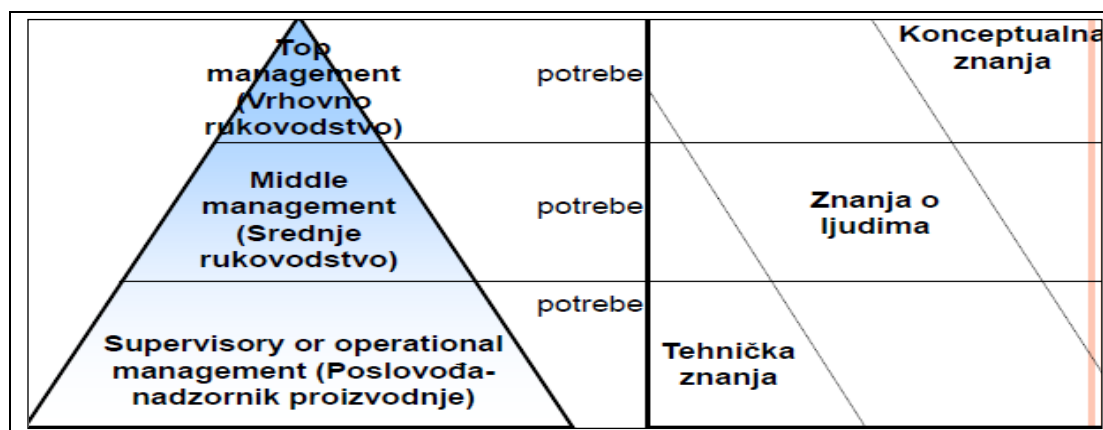 Top
management
(Vrhovno
rukovodstvo)
potrebe
Konceptualna
znanja
Middle
management
(Srednje
rukovodstvo)
potrebe
Znanja o
ljudima
potrebe
Supervisory or operational
management (Poslovođa-
nadzornik proizvodnje)
Tehnička
znanja